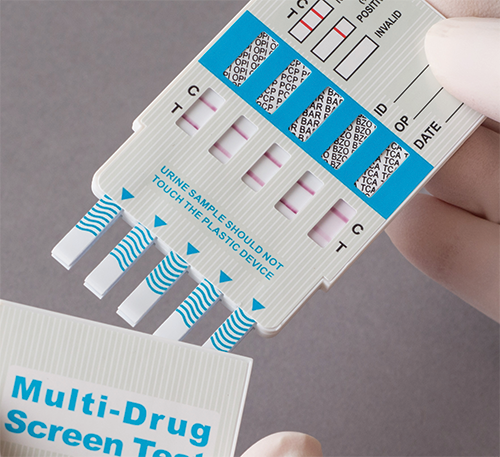 C
T
POSITI
INVALID
OPI
PCP
BAR
BZO
TCA
ID
OP
DATE
C
T
C
T
URINE SAMPLE SHOULD NOT
TOUCH THE PLASTIC DEVICE
Multi-Drug
Screen Test